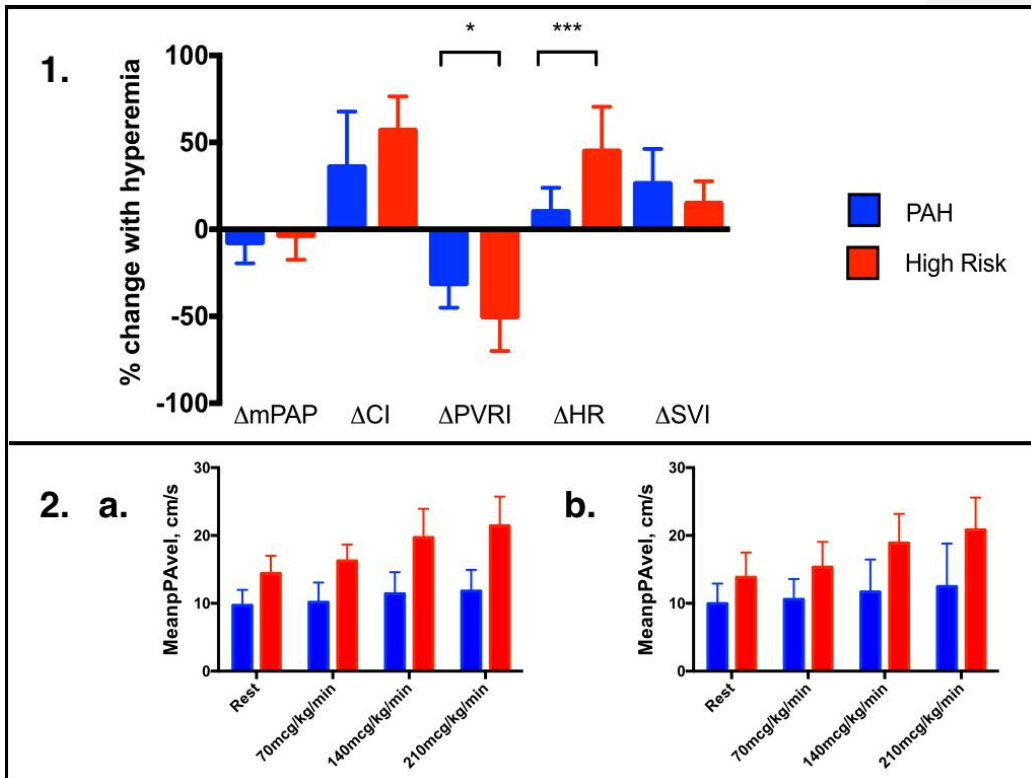 1.
* ***
% change with hyperemia
100
50
0
-50
-100
ΔmPAP ΔCI ΔPVRI ΔHR ΔSVI
PAH
High Risk
2. a.
MeanpPAvel, cm/s
30
20
10
0
Rest
70mcg/kg/min
140mcg/kg/min
210mcg/kg/min
b.
MeanpPAvel, cm/s
30
20
10
0
Rest
70mcg/kg/min
140mcg/kg/min
210mcg/kg/min